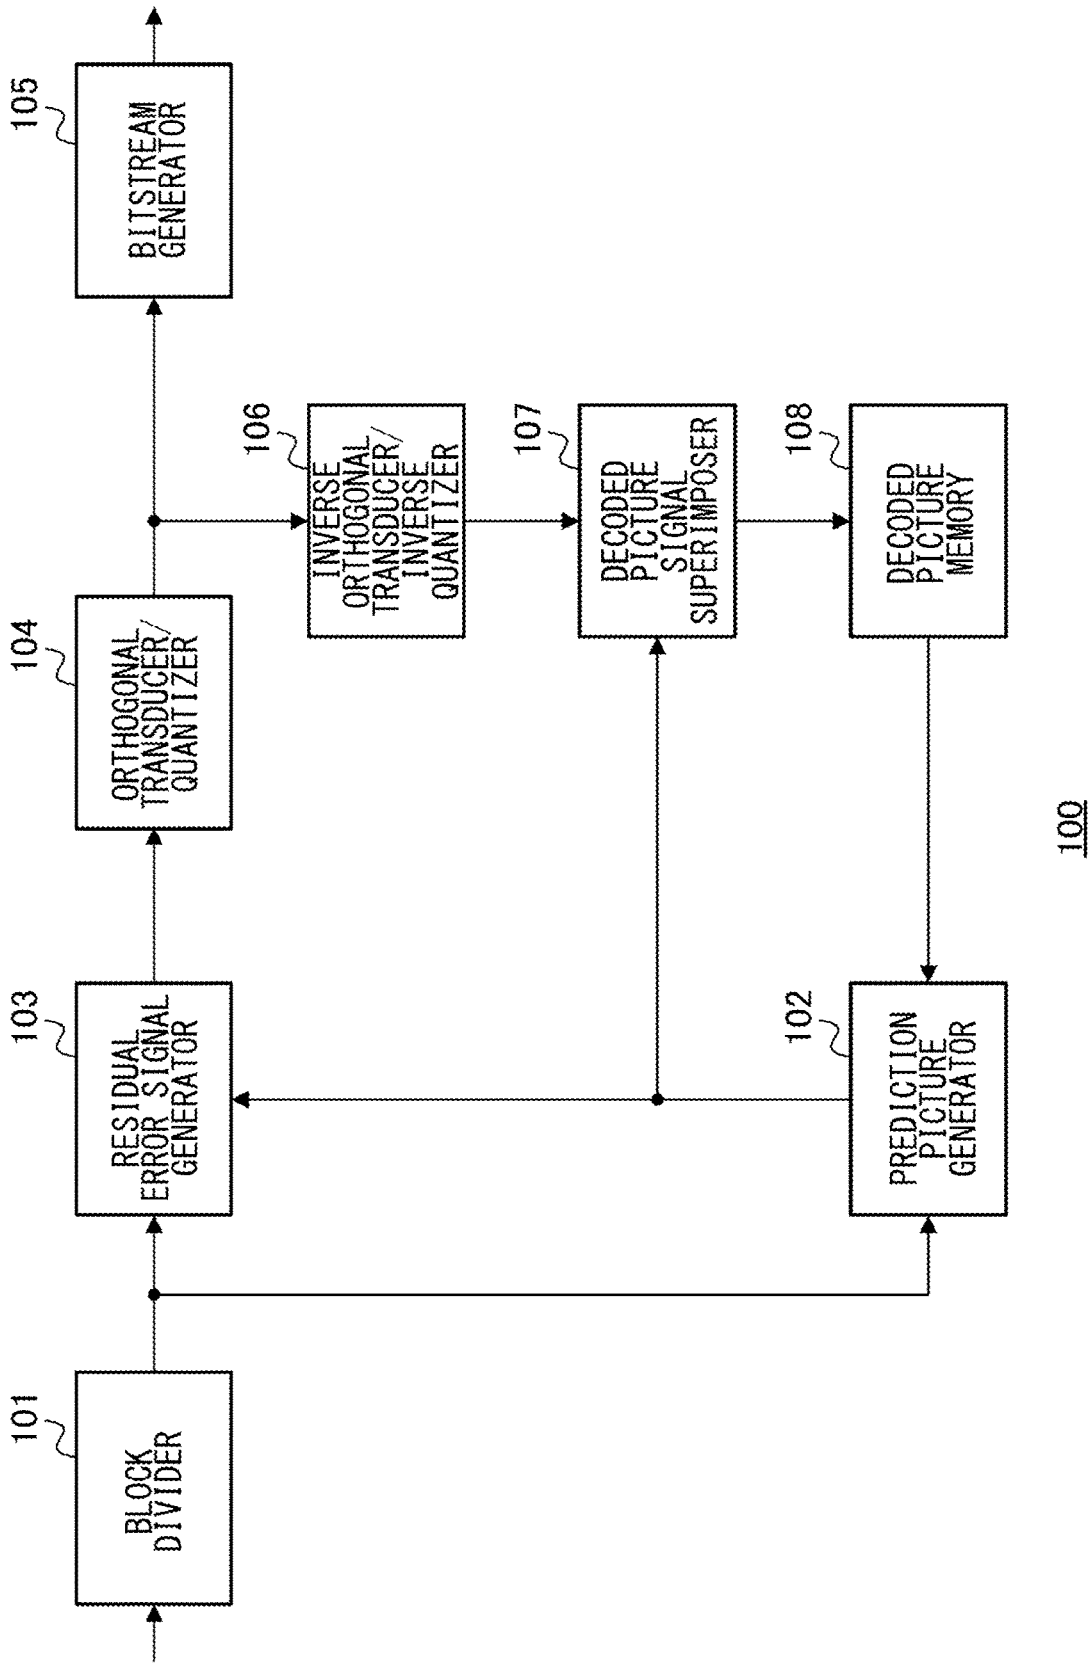 101
BLOCK
DIVIDER
103
RESIDUAL
ERROR SIGNAL
GENERATOR
104
ORTHOGONAL
TRANSDUCER/
QUANTIZER
105
BITSTREAM
GENERATOR
106
INVERSE
ORTHOGONAL
TRANSDUCER/
INVERSE
QUANTIZER
107
DECODED
PICTURE
SIGNAL
SUPERIMPOSER
102
PREDICTION
PICTURE
GENERATOR
108
DECODED
PICTURE
MEMORY
100